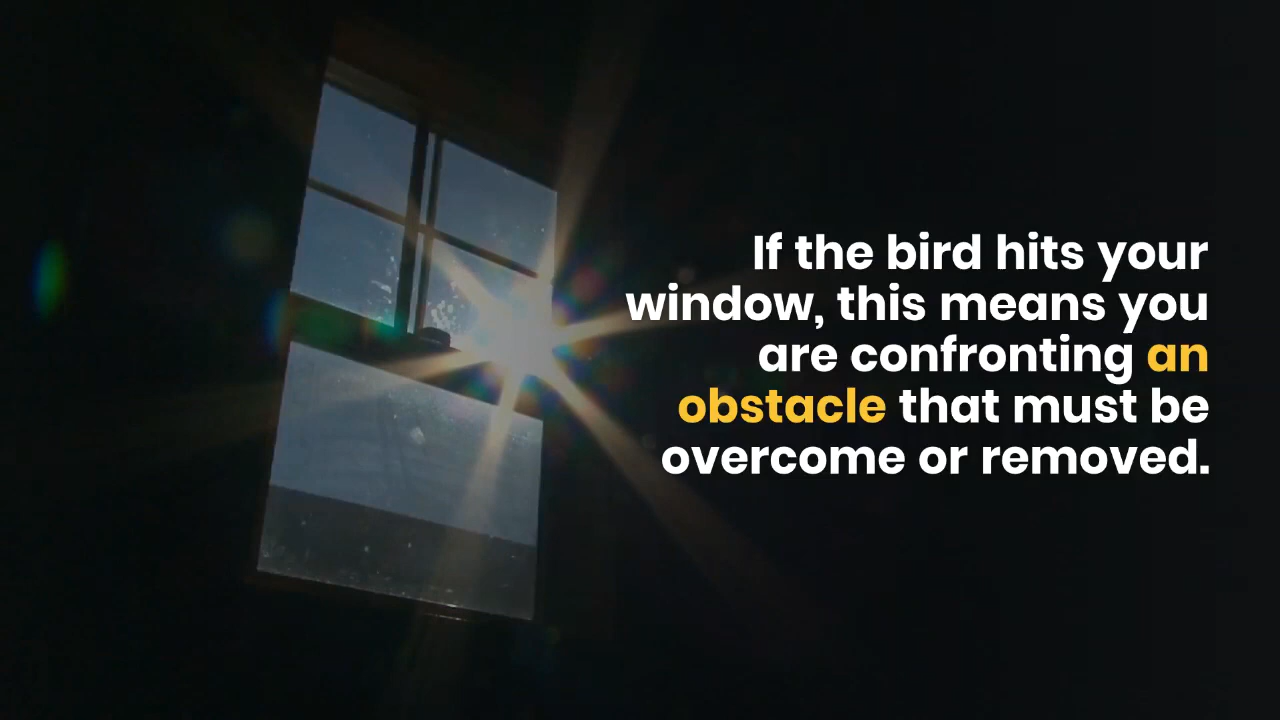 If the bird hits your
window, this means you
are confronting an
obstacle that must be
overcome or removed.